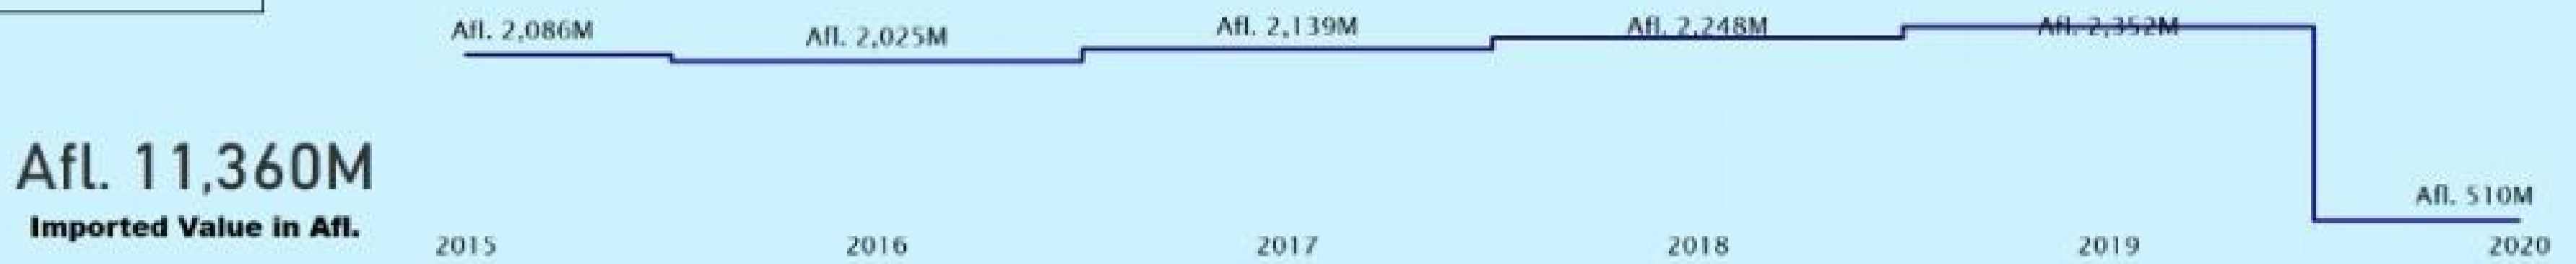 Afl. 2,086M
Afl. 2,025M
Afl. 2,139M
Afl. 2,248M
Afl. 2,352M
Afl. 510M
Afl. 11,360M
Imported Value in Afl.
2015 2016 2017 2018 2019 2020